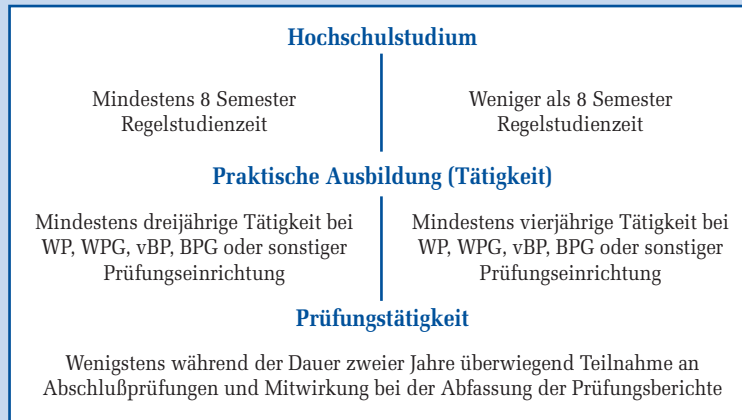 Hochschulstudium
Mindestens 8 Semester
Regelstudienzeit
Weniger als 8 Semester
Regelstudienzeit
Praktische Ausbildung (Tätigkeit)
Mindestens dreijährige Tätigkeit bei
WP, WPG, vBP, BPG oder sonstiger
Prüfungseinrichtung
Mindestens vierjährige Tätigkeit bei
WP, WPG, vBP, BPG oder sonstiger
Prüfungseinrichtung
Prüfungstätigkeit
Wenigstens während der Dauer zweier Jahre überwiegend Teilnahme an
Abschlußprüfungen und Mitwirkung bei der Abfassung der Prüfungsberichte